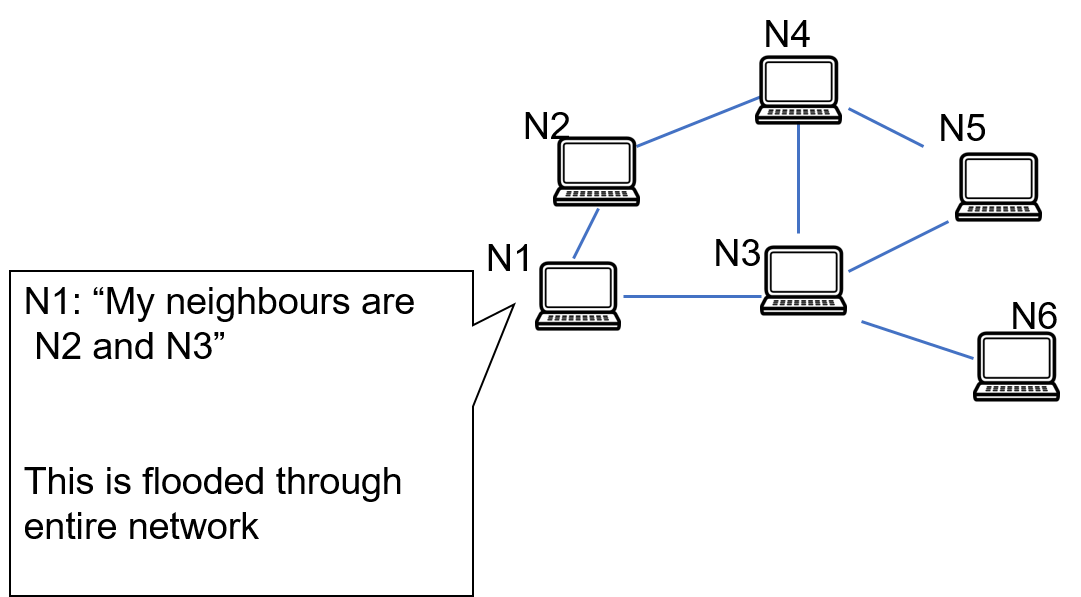 N4
N2
N5
N3
N1
N1: “My neighbours are
N2 and N3”
N6
This is flooded through
entire network